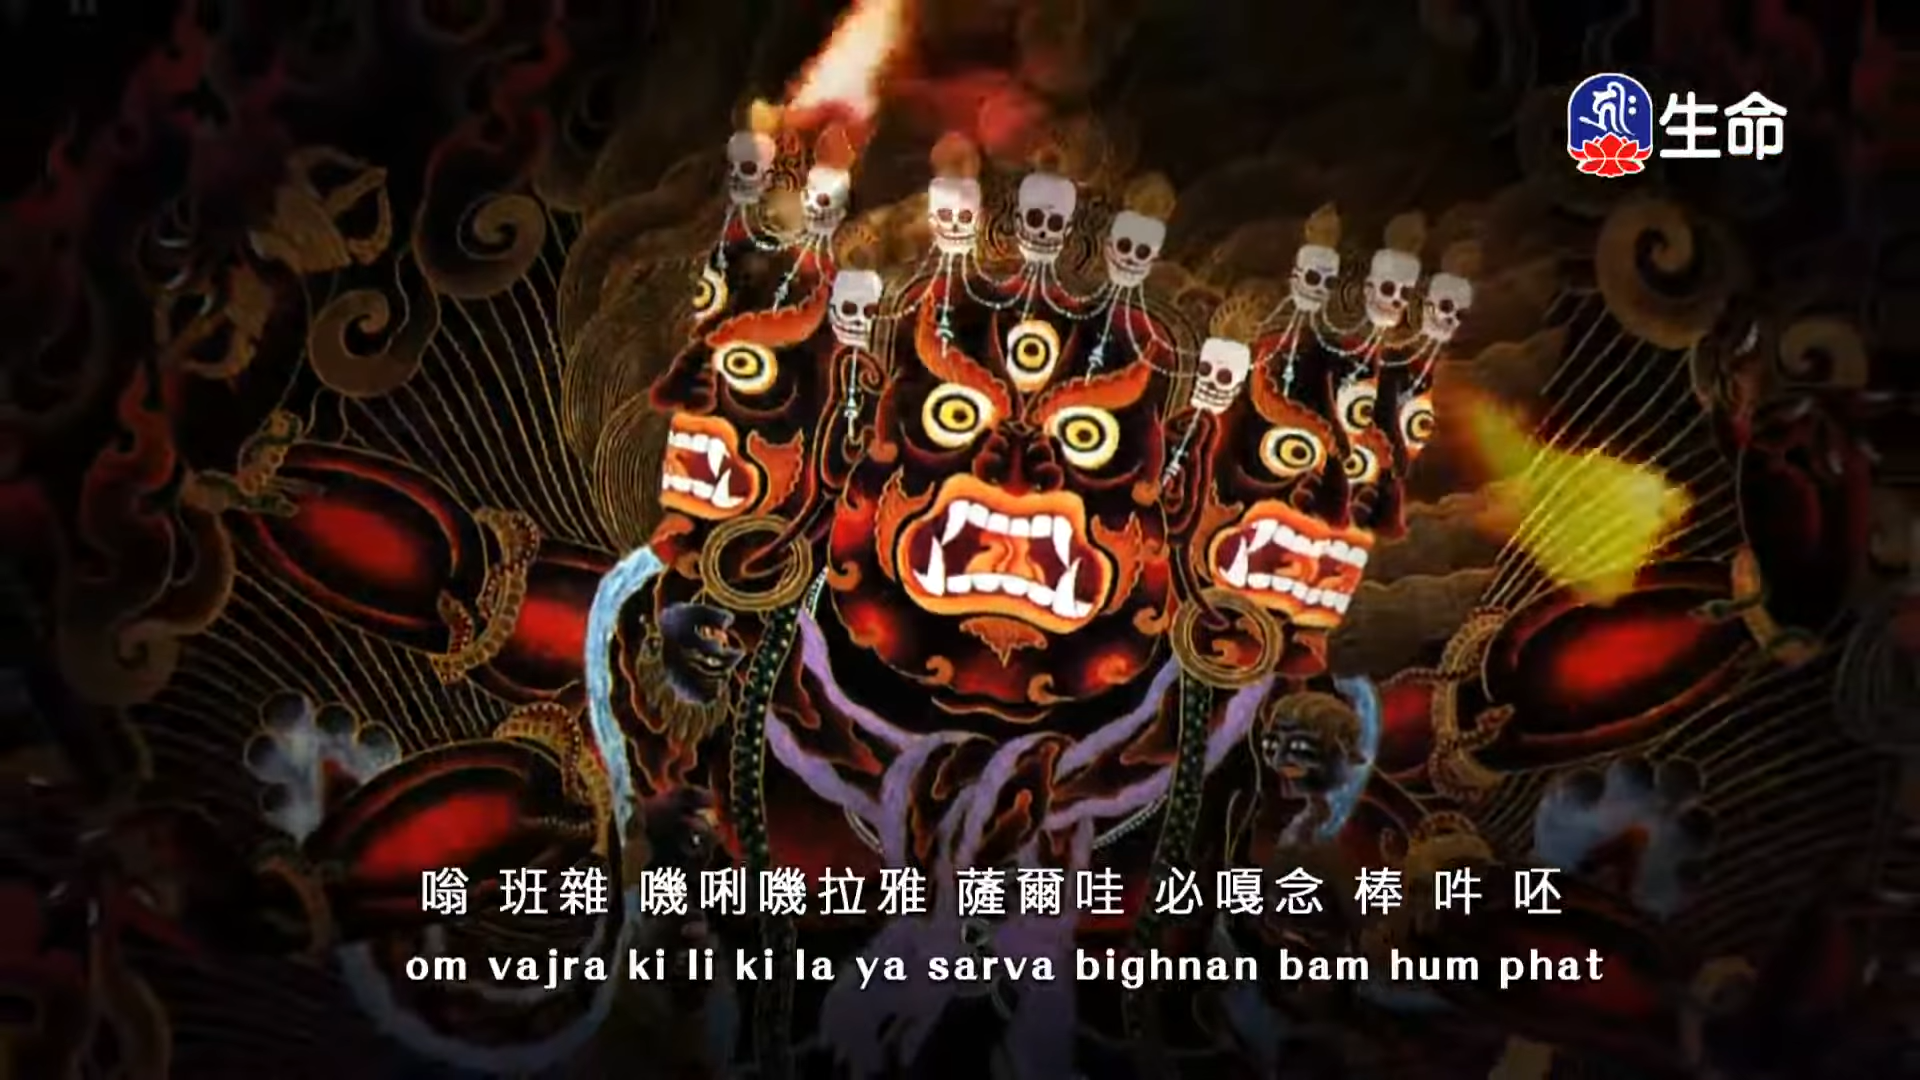 生命
嗡 班雜 嘰唎嘰拉雅 薩爾哇 必嘎念 棒 吽 呸
om vajra ki li ki la ya sarva bighnan bam hum phat